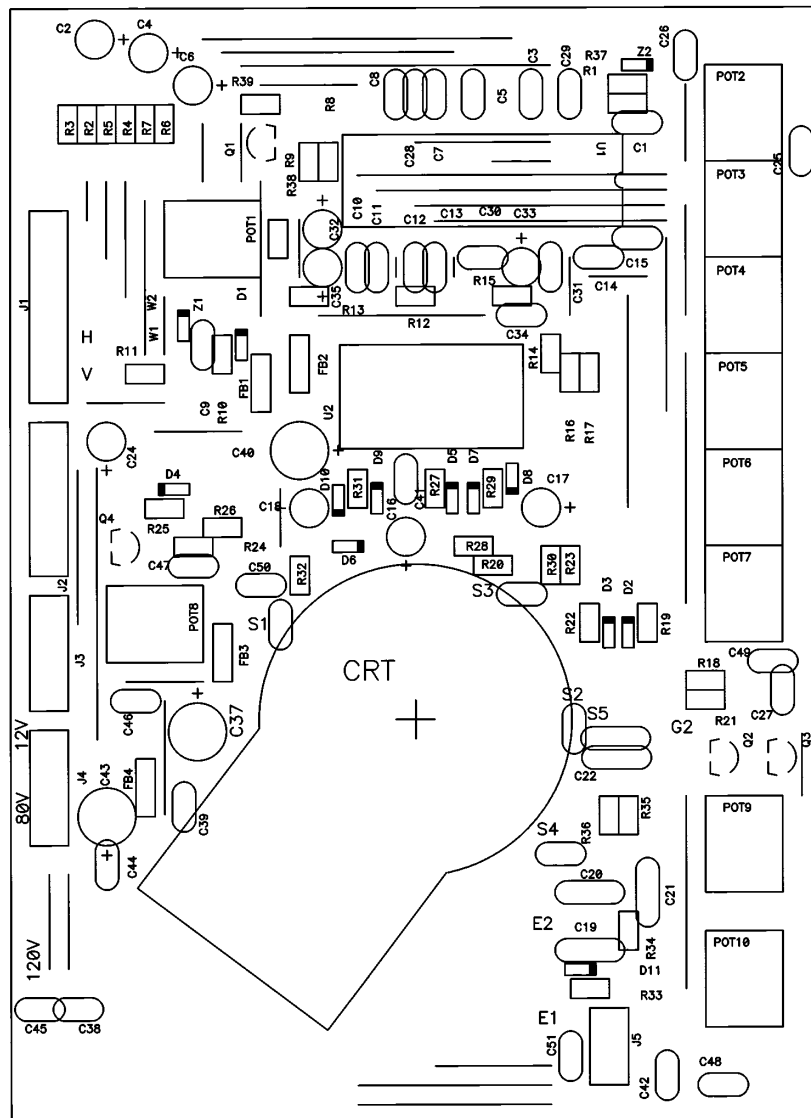 C2
C4
C6
C26
C3
C29
R37
Z2
R1
R39
R8
C8
C5
POT2
R3
R2
R5
R4
R7
R6
Q1
R9
R38
C28
C7
U1
C1
C25
POT3
C10
C11
C12
C13
C30
C33
POT1
C32
C15
C14
C31
POT4
J1
D1
C35
R13
R12
R15
C34
W2
W1
Z1
H
V
R11
FB1
FB2
R14
POT5
C9
R10
U2
R16
R17
C24
C40
D9
D5
D7
POT6
D4
D10
R31
R27
R29
D8
C17
C18
C16
C41
Q4
R25
R26
R24
D6
R28
R20
R30
R23
POT7
C47
C50
R32
J2
POT8
S1
S3
R22
D3
D2
R19
J3
FB3
CRT
C49
R18
C27
C46
C37
S2
S5
G2
R21
Q2
Q3
12V
J4
C43
FB4
C22
80V
C39
R36
R35
POT9
S4
C44
C20
C21
E2
C19
R34
POT10
120V
D11
R33
C45
C38
E1
C51
J5
C42
C48